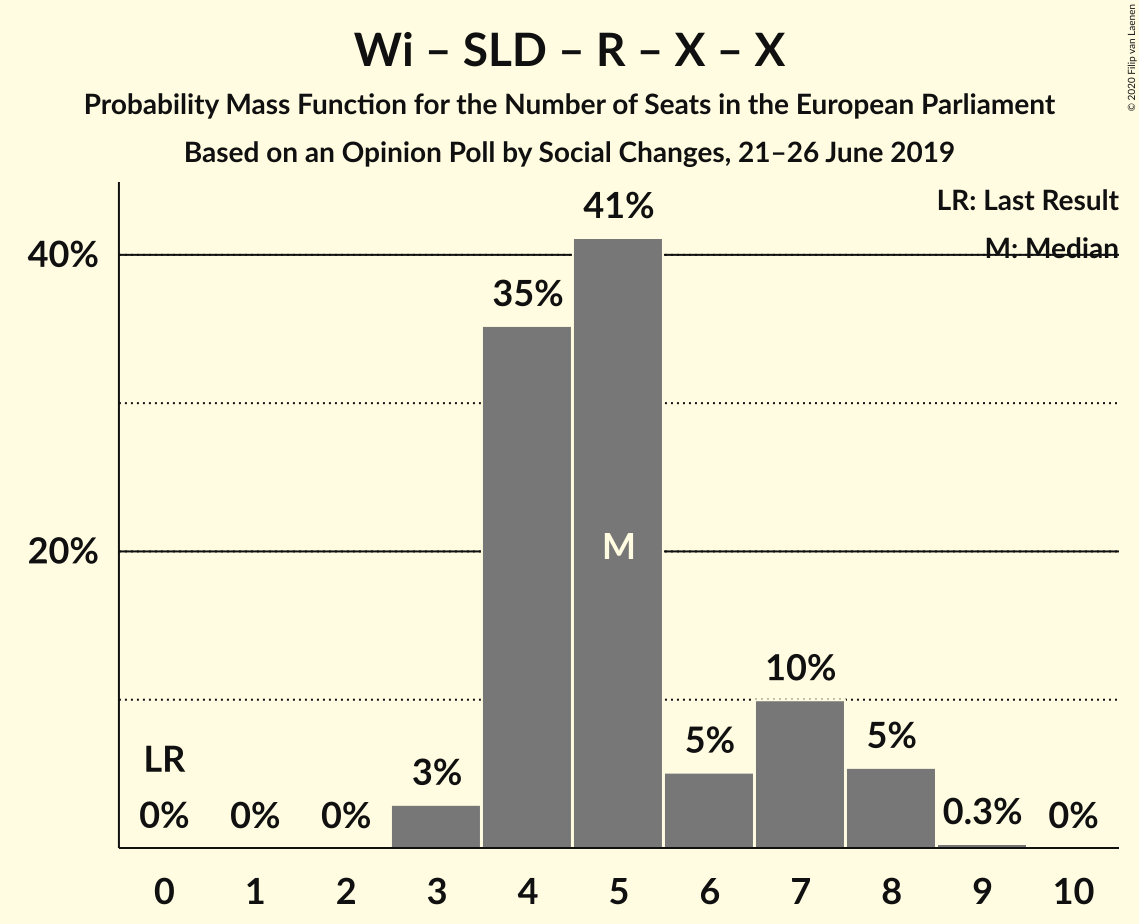 Wi – SLD – R – X – X
Probability Mass Function for the Number of Seats in the European Parliament
Based on an Opinion Poll by Social Changes, 21–26 June 2019
© 2020 Filip van Laenen
LR: Last Result
M: Median
40%
20%
41%
35%
M
10%
5%
5%
3%
LR
0%
0%
0%
0.3%
0%
0 1 2 3 4 5 6 7 8 9 10